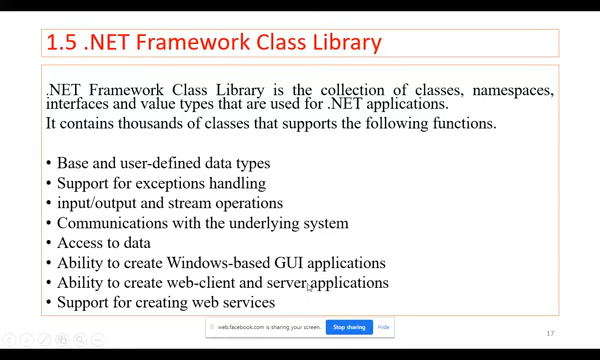 1.5 .NET Framework Class Library
.NET Framework Class Library is the collection of classes, namespaces,
interfaces and value types that are used for .NET applications.
It contains thousands of classes that supports the following functions.
• Base and user-defined data types
• Support for exceptions handling
• input/output and stream operations
• Communications with the underlying system
• Access to data
• Ability to create Windows-based GUI applications
• Ability to create web-client and server applications
• Support for creating web services
web.facebook.com is sharing your screen. Stop sharing Hide
17